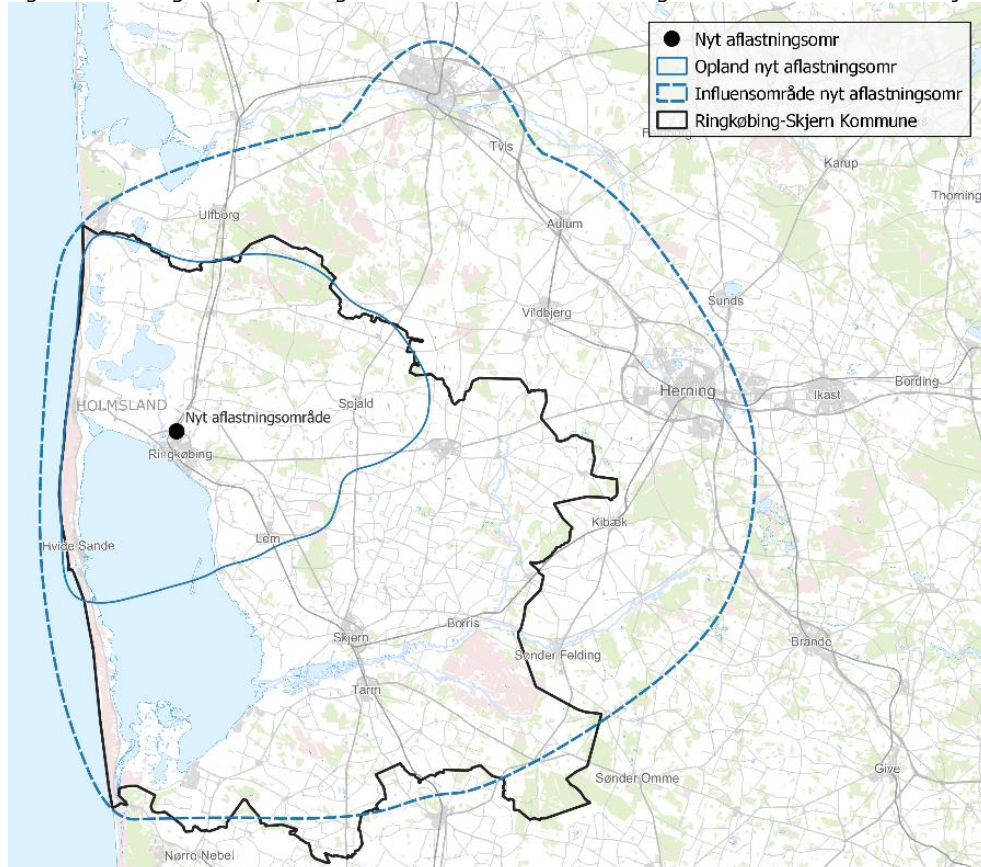 Nyt aflastningsomr
Opland nyt aflastningsomr
Influensområde nyt aflastningsomr
Ringkøbing-Skjern Kommune
Tvis
Karup
Thorning
Ulfborg
Aulum
Sunds
Vildbjerg
Herning
Ikast
Bording
HOLMSLAND
Spjald
Nyt aflastningsområde
Ringkøbing
Kibæk
Lem
Hvide Sande
Borris
Skjern
Brande
Sønder Felding
Tarm
Sønder Omme
Give
Nørre Nebel